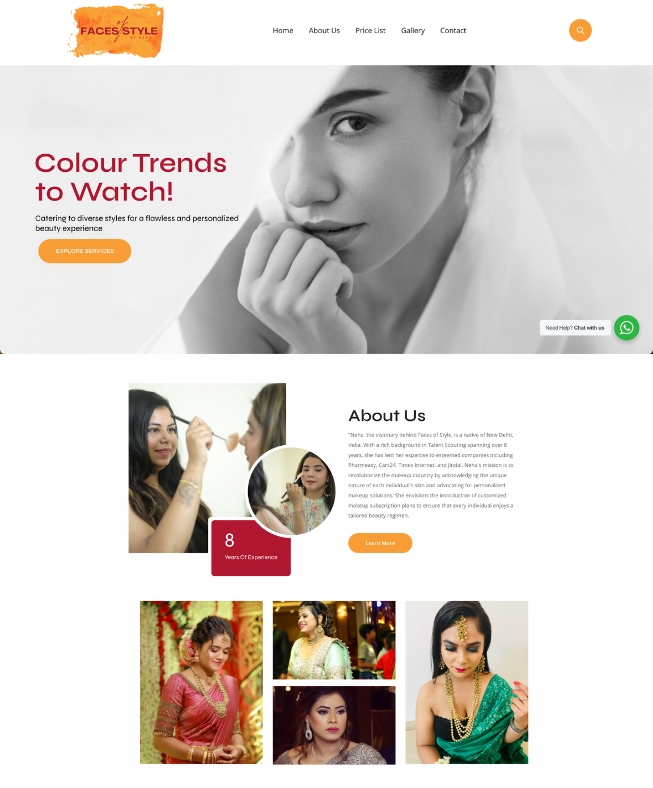 FACES of STYLE
Home
About Us
Price List
Gallery
Contact
Colour Trends
to Watch!
Catering to diverse styles for a flawless and personalized
beauty experience
EXPLORE SERVICES
Need Help? Chat with us
About Us
"Neha, the visionary behind Faces of Style, is a native of New Delhi,
India. With a rich background in Talent Scouting spanning over 8
years, she has lent her expertise to esteemed companies including
Pharmeasy, Cars24, Times Internet, and Jindal. Neha's mission is to
revolutionize the makeup industry by acknowledging the unique
nature of each individual's skin and advocating for personalized
makeup solutions. She envisions the introduction of customized
makeup subscription plans to ensure that every individual enjoys a
tailored beauty regimen.
8
Years Of Experience
Learn More